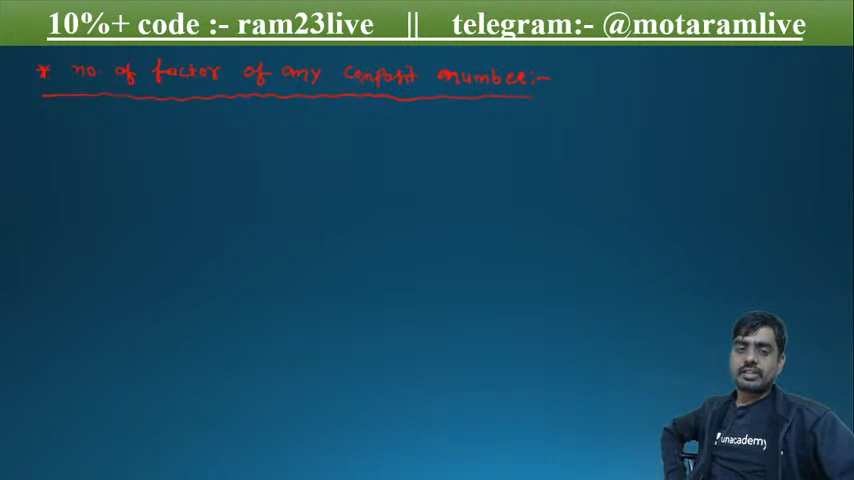 10%+ code :- ram23live || telegram:- @motaramlive
* no. of factor of any composit number:-
unacademy